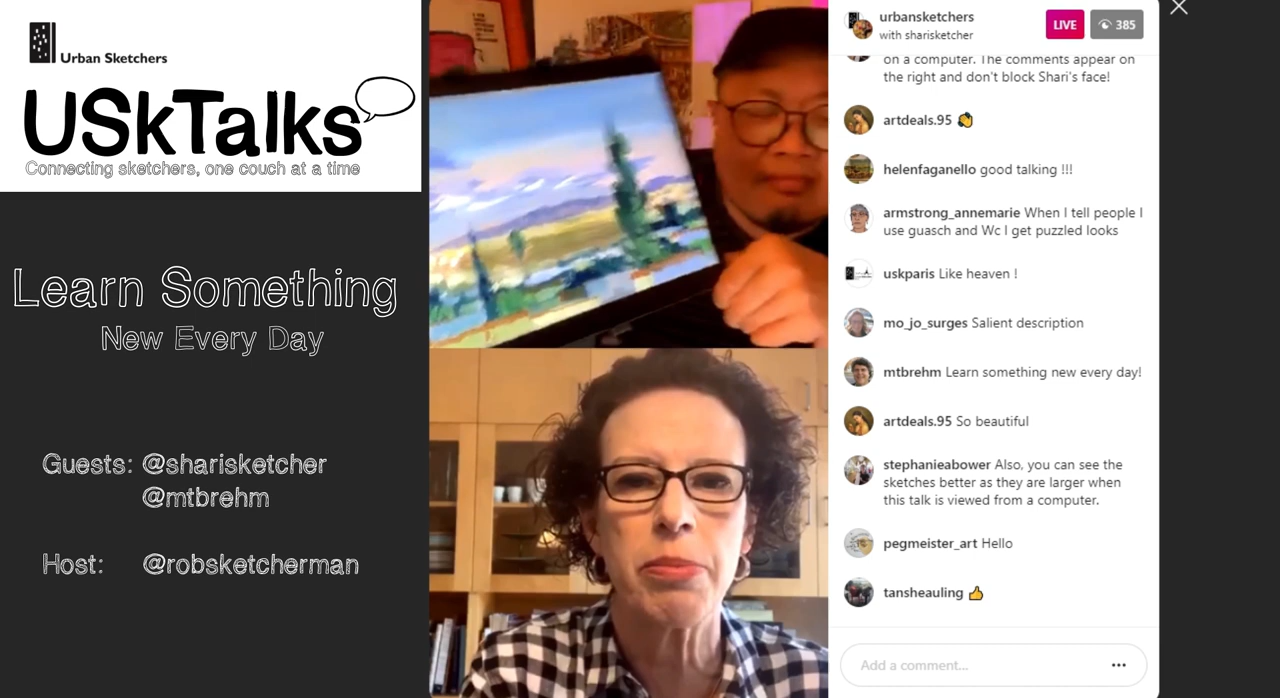 Urban Sketchers
USkTalks
Connecting sketchers, one couch at a time
Learn Something
New Every Day
Guests: @sharisketcher
@mtbrehm
Host: @robsketcherman
urbansketchers
with sharisketcher
LIVE
385
on a computer. The comments appear on
the right and don't block Shari's face!
artdeals.95 👏
helenfaganello good talking !!!
armstrong_annemarie When I tell people I
use guasch and Wc I get puzzled looks
uskparis Like heaven !
mo_jo_surges Salient description
mtbrehm Learn something new every day!
artdeals.95 So beautiful
stephanieabower Also, you can see the
sketches better as they are larger when
this talk is viewed from a computer.
pegmeister_art Hello
tansheauling 👍
Add a comment...